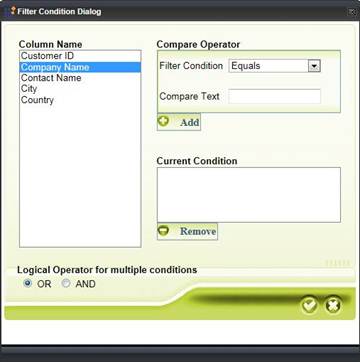 Filter Condition Dialog
Column Name
Customer ID
Company Name
Contact Name
City
Country
Compare Operator
Filter Condition Equals
Compare Text
Add
Current Condition
Remove
Logical Operator for multiple conditions
OR AND